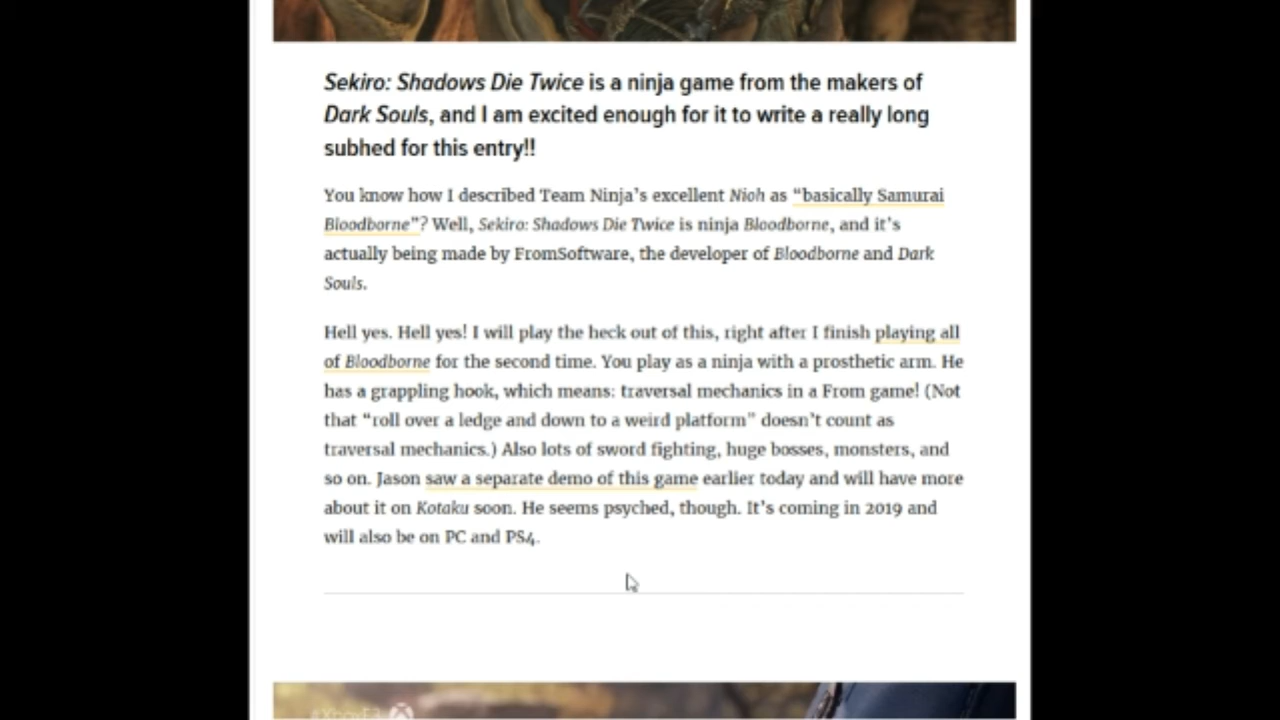 Sekiro: Shadows Die Twice is a ninja game from the makers of
Dark Souls, and I am excited enough for it to write a really long
subhed for this entry!!
You know how I described Team Ninja’s excellent Nioh as “basically Samurai
Bloodborne”? Well, Sekiro: Shadows Die Twice is ninja Bloodborne, and it’s
actually being made by FromSoftware, the developer of Bloodborne and Dark
Souls.
Hell yes. Hell yes! I will play the heck out of this, right after I finish playing all
of Bloodborne for the second time. You play as a ninja with a prosthetic arm. He
has a grappling hook, which means: traversal mechanics in a From game! (Not
that “roll over a ledge and down to a weird platform” doesn’t count as
traversal mechanics.) Also lots of sword fighting, huge bosses, monsters, and
so on. Jason saw a separate demo of this game earlier today and will have more
about it on Kotaku soon. He seems psyched, though. It’s coming in 2019 and
will also be on PC and PS4.
#XboxE3